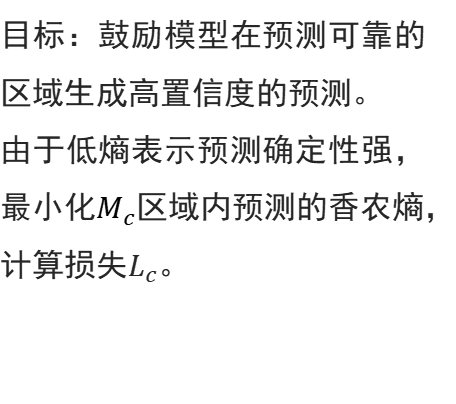 目标：鼓励模型在预测可靠的
区域生成高置信度的预测。
由于低熵表示预测确定性强，
最小化M_c区域内预测的香农熵，
计算损失L_c。